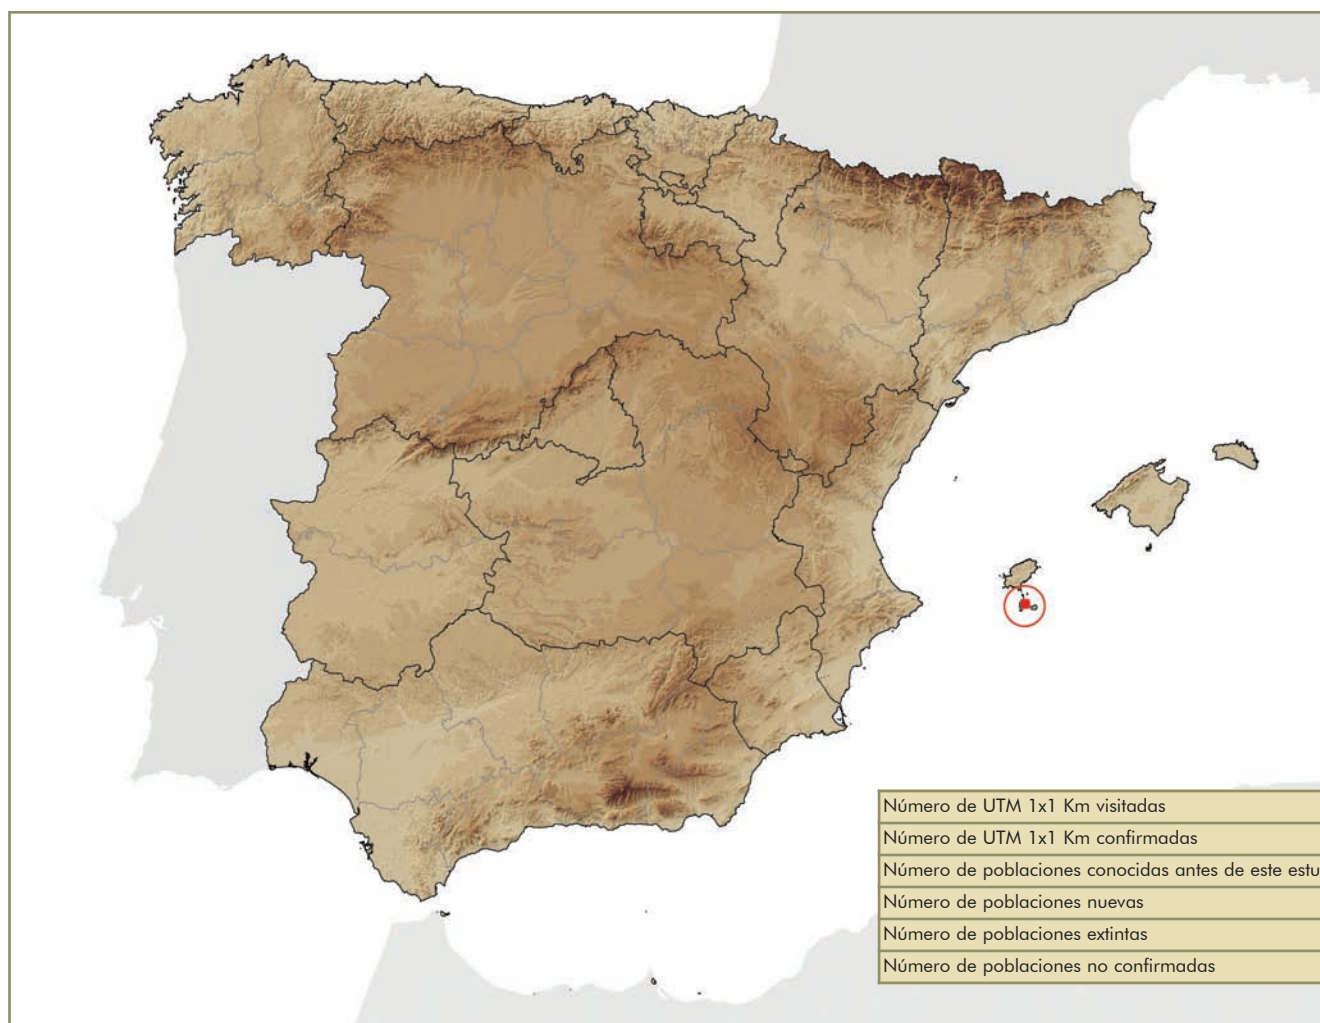 Número de UTM 1x1 Km visitadas
Número de UTM 1x1 Km confirmadas
Número de poblaciones conocidas antes de este estu
Número de poblaciones nuevas
Número de poblaciones extintas
Número de poblaciones no confirmadas